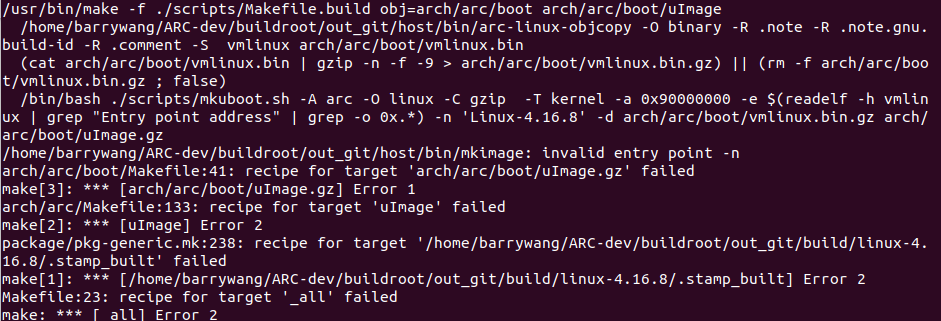 /usr/bin/make -f ./scripts/Makefile.build obj=arch/arc/boot arch/arc/boot/uImage
  /home/barrywang/ARC-dev/buildroot/out_git/host/bin/arc-linux-objcopy -O binary -R .note -R .note.gnu.
build-id -R .comment -S  vmlinux arch/arc/boot/vmlinux.bin
  (cat arch/arc/boot/vmlinux.bin | gzip -n -f -9 > arch/arc/boot/vmlinux.bin.gz) || (rm -f arch/arc/boo
t/vmlinux.bin.gz ; false)
  /bin/bash ./scripts/mkuboot.sh -A arc -O linux -C gzip  -T kernel -a 0x90000000 -e $(readelf -h vmlin
ux | grep "Entry point address" | grep -o 0x.*) -n 'Linux-4.16.8' -d arch/arc/boot/vmlinux.bin.gz arch/
arc/boot/uImage.gz
/home/barrywang/ARC-dev/buildroot/out_git/host/bin/mkimage: invalid entry point -n
arch/arc/boot/Makefile:41: recipe for target 'arch/arc/boot/uImage.gz' failed
make[3]: *** [arch/arc/boot/uImage.gz] Error 1
arch/arc/Makefile:133: recipe for target 'uImage' failed
make[2]: *** [uImage] Error 2
package/pkg-generic.mk:238: recipe for target '/home/barrywang/ARC-dev/buildroot/out_git/build/linux-4.
16.8/.stamp_built' failed
make[1]: *** [/home/barrywang/ARC-dev/buildroot/out_git/build/linux-4.16.8/.stamp_built] Error 2
Makefile:23: recipe for target '_all' failed
make: *** [_all] Error 2